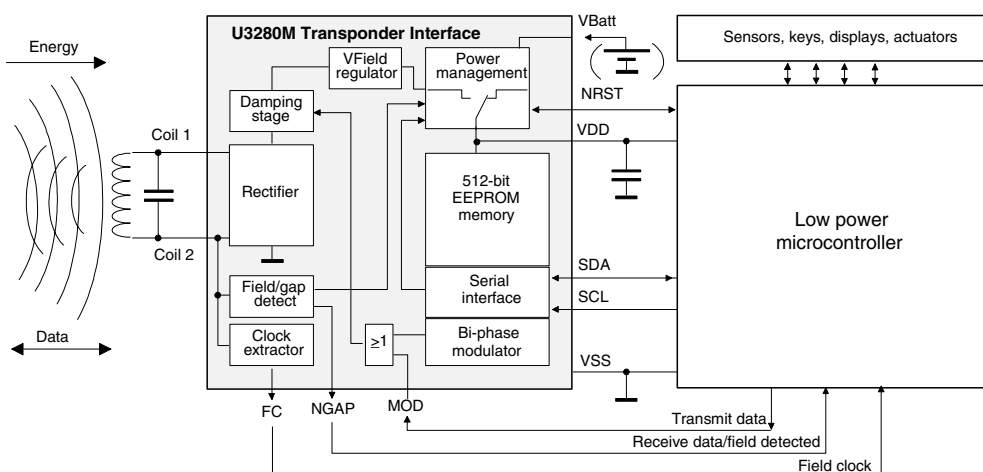 Energy
U3280M Transponder Interface
VBatt
Sensors, keys, displays, actuators
VField
regulator
Power
management
NRST
Damping
stage
VDD
Coil 1
Rectifier
512-bit
EEPROM
memory
Low power
microcontroller
Coil 2
SDA
Field/gap
detect
Serial
interface
SCL
Data
Clock
extractor
≥1
Bi-phase
modulator
VSS
FC
NGAP
MOD
Transmit data
Receive data/field detected
Field clock